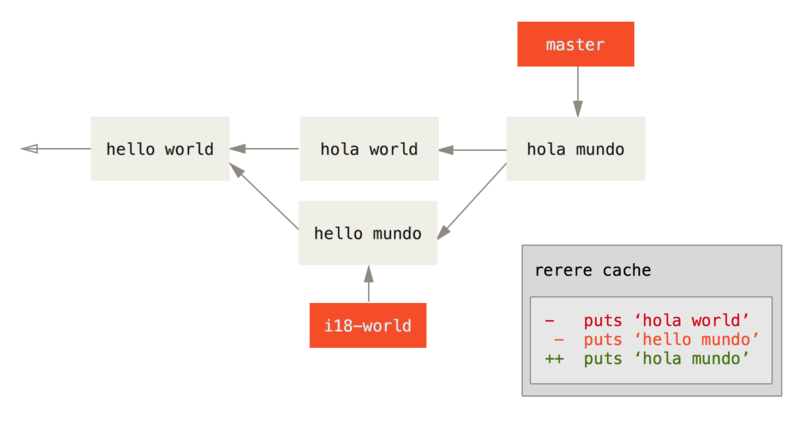 master
hello world
hola world
hola mundo
hello mundo
i18-world
rerere cache
-   puts ‘hola world’
 -  puts ‘hello mundo’
++  puts ‘hola mundo’